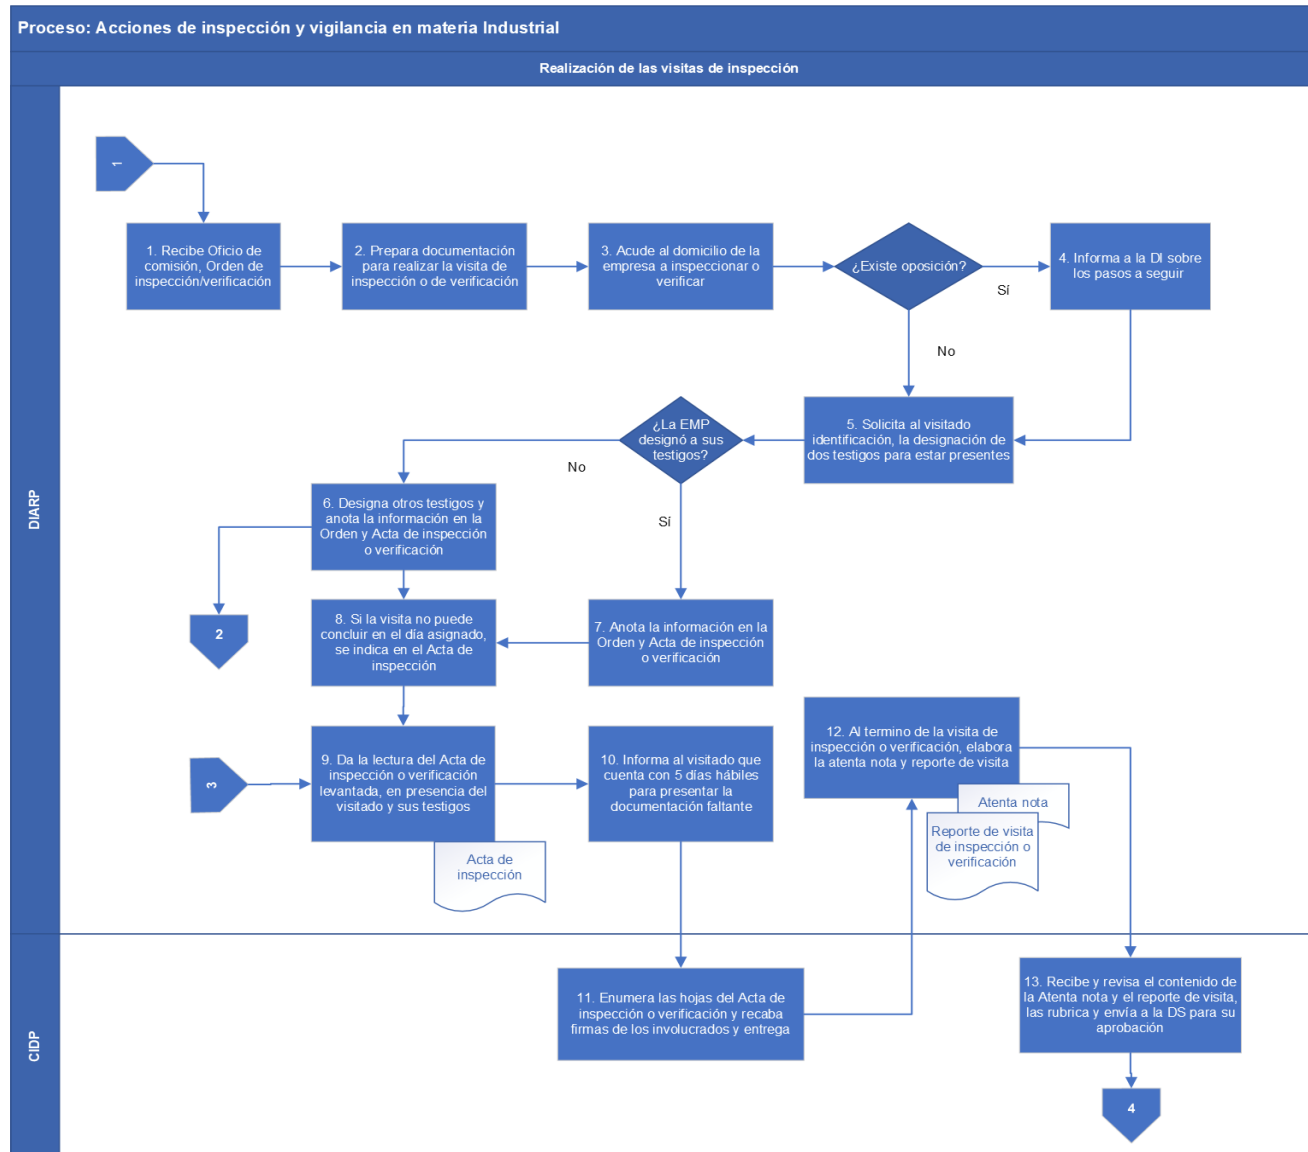 Proceso: Acciones de inspección y vigilancia en materia Industrial
Realización de las visitas de inspección
DIARP
1
1. Recibe Oficio de
comisión, Orden de
inspección/verificación
2. Prepara documentación
para realizar la visita de
inspección o de verificación
3. Acude al domicilio de la
empresa a inspeccionar o
verificar
¿Existe oposición?
Sí
4. Informa a la DI sobre
los pasos a seguir
No
5. Solicita al visitado
identificación, la designación de
dos testigos para estar presentes
¿La EMP
designó a sus
testigos?
No
Sí
6. Designa otros testigos y
anota la información en la
Orden y Acta de inspección
o verificación
2
8. Si la visita no puede
concluir en el día asignado,
se indica en el Acta de
inspección
7. Anota la información en la
Orden y Acta de inspección
o verificación
3
9. Da la lectura del Acta de
inspección o verificación
levantada, en presencia del
visitado y sus testigos
Acta de
inspección
10. Informa al visitado que
cuenta con 5 días hábiles
para presentar la
documentación faltante
12. Al termino de la visita de
inspección o verificación, elabora
la atenta nota y reporte de visita
Atenta nota
Reporte de visita
de inspección o
verificación
CIDP
11. Enumera las hojas del Acta de
inspección o verificación y recaba
firmas de los involucrados y entrega
13. Recibe y revisa el contenido de
la Atenta nota y el reporte de visita,
las rubrica y envía a la DS para su
aprobación
4